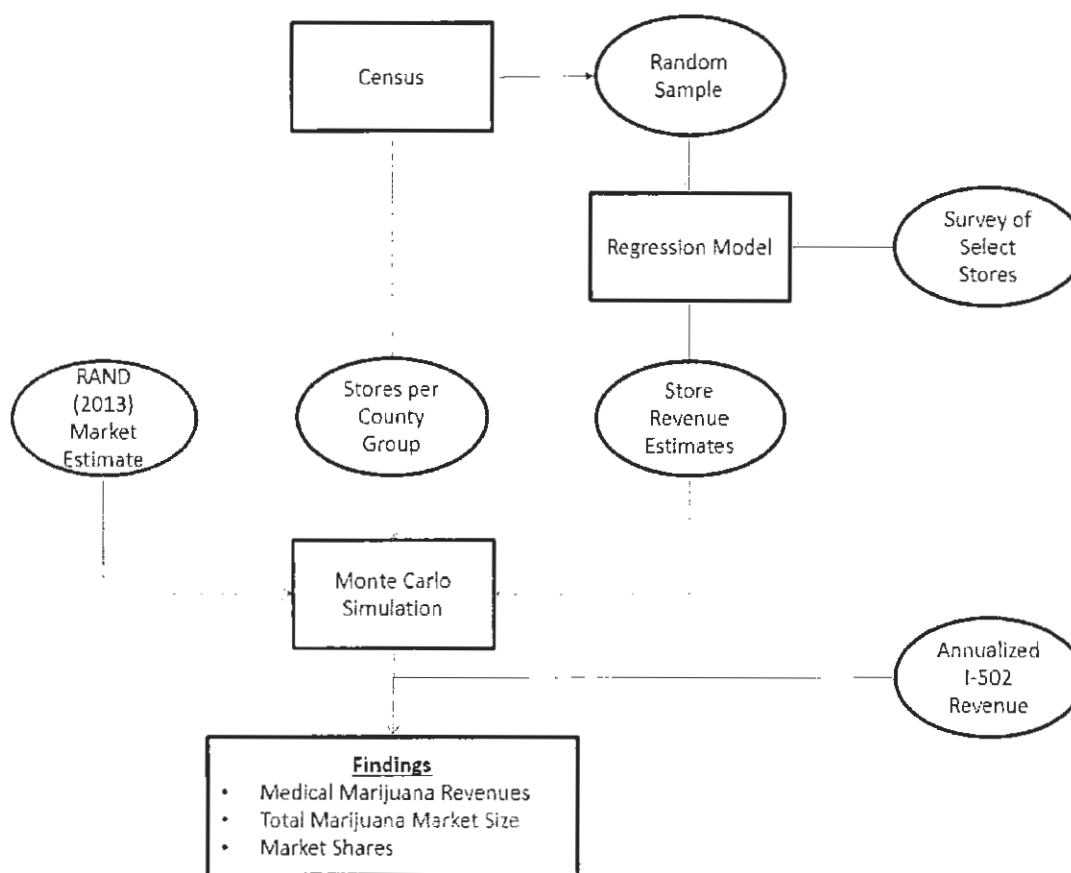 Census
Random
Sample
Regression Model
Survey of
Select
Stores
RAND
(2013)
Market
Estimate
Stores per
County
Group
Store
Revenue
Estimates
Monte Carlo
Simulation
Annualized
I-502
Revenue
Findings
• Medical Marijuana Revenues
• Total Marijuana Market Size
• Market Shares